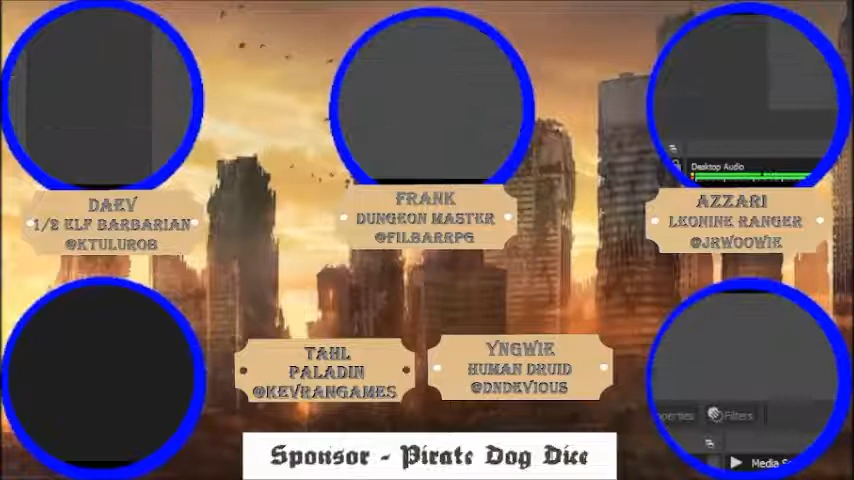 DAEV
1/2 ELF BARBARIAN
@KTULUROB
FRANK
DUNGEON MASTER
@FILBARRPG
Desktop Audio
AZZARI
LEONINE RANGER
@JRWOOWIE
TAHL
PALADIN
@KEVRANGAMES
YNGWIE
HUMAN DRUID
@DNDEVIOUS
Filters
Media
Sponsor - Pirate Dog Dice